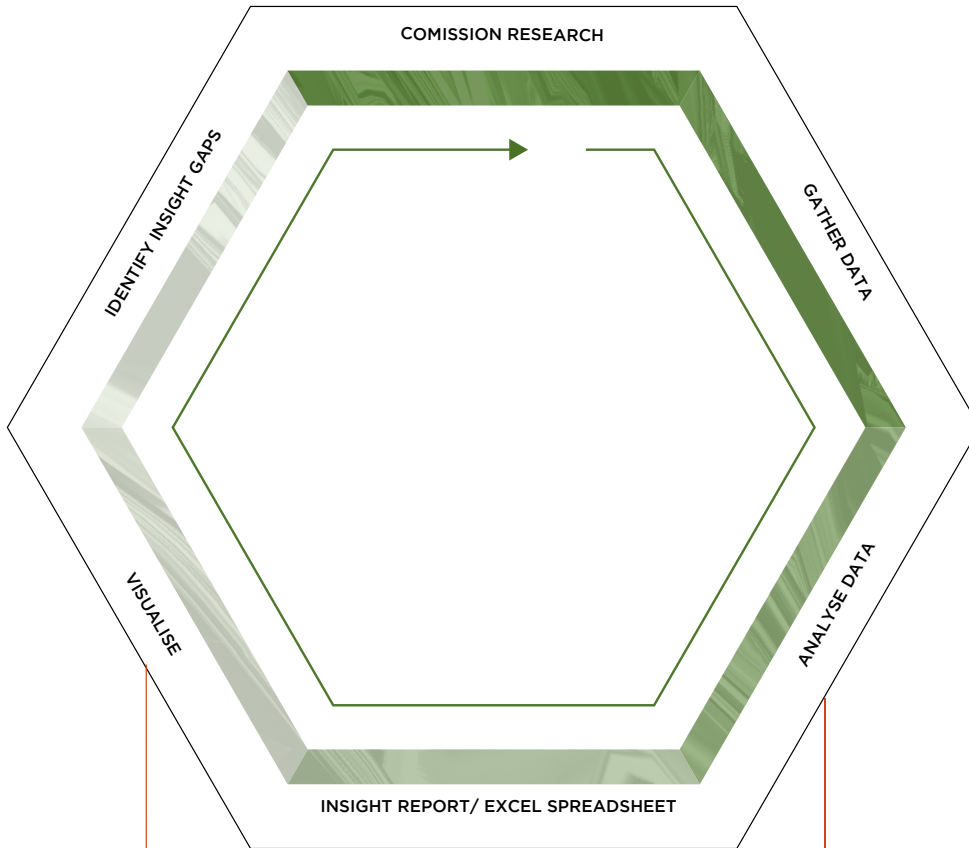 COMISSION RESEARCH
GATHER DATA
ANALYSE DATA
INSIGHT REPORT/ EXCEL SPREADSHEET
VISUALISE
IDENTIFY INSIGHT GAPS